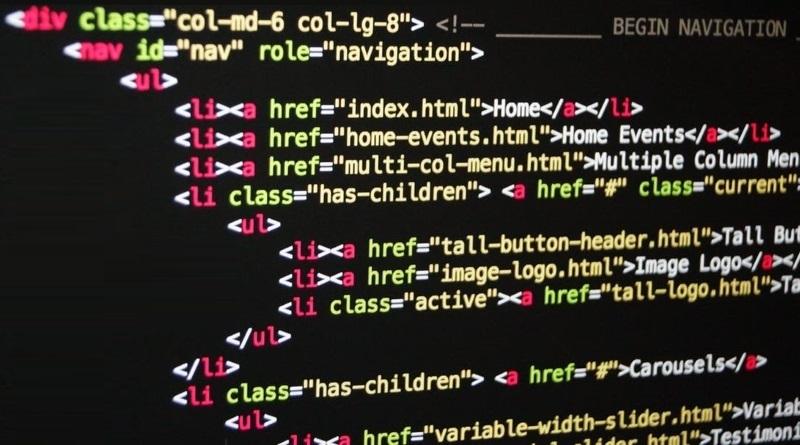 <div class="col-md-6 col-lg-8"> <!-- __________ BEGIN NAVIGATION
<nav id="nav" role="navigation">
<ul>
<li><a href="index.html">Home</a></li>
<li><a href="home-events.html">Home Events</a></li>
<li><a href="multi-col-menu.html">Multiple Column Men
<li class="has-children"> <a href="#" class="current">
<ul>
<li><a href="tall-button-header.html">Tall But
<li><a href="image-logo.html">Image Logo</a></
<li class="active"><a href="tall-logo.html">Ta
</ul>
</li>
<li class="has-children"> <a href="#">Carousels</a>
<ul>
<li><a href="variable-width-slider.html">Variab
Testimoni